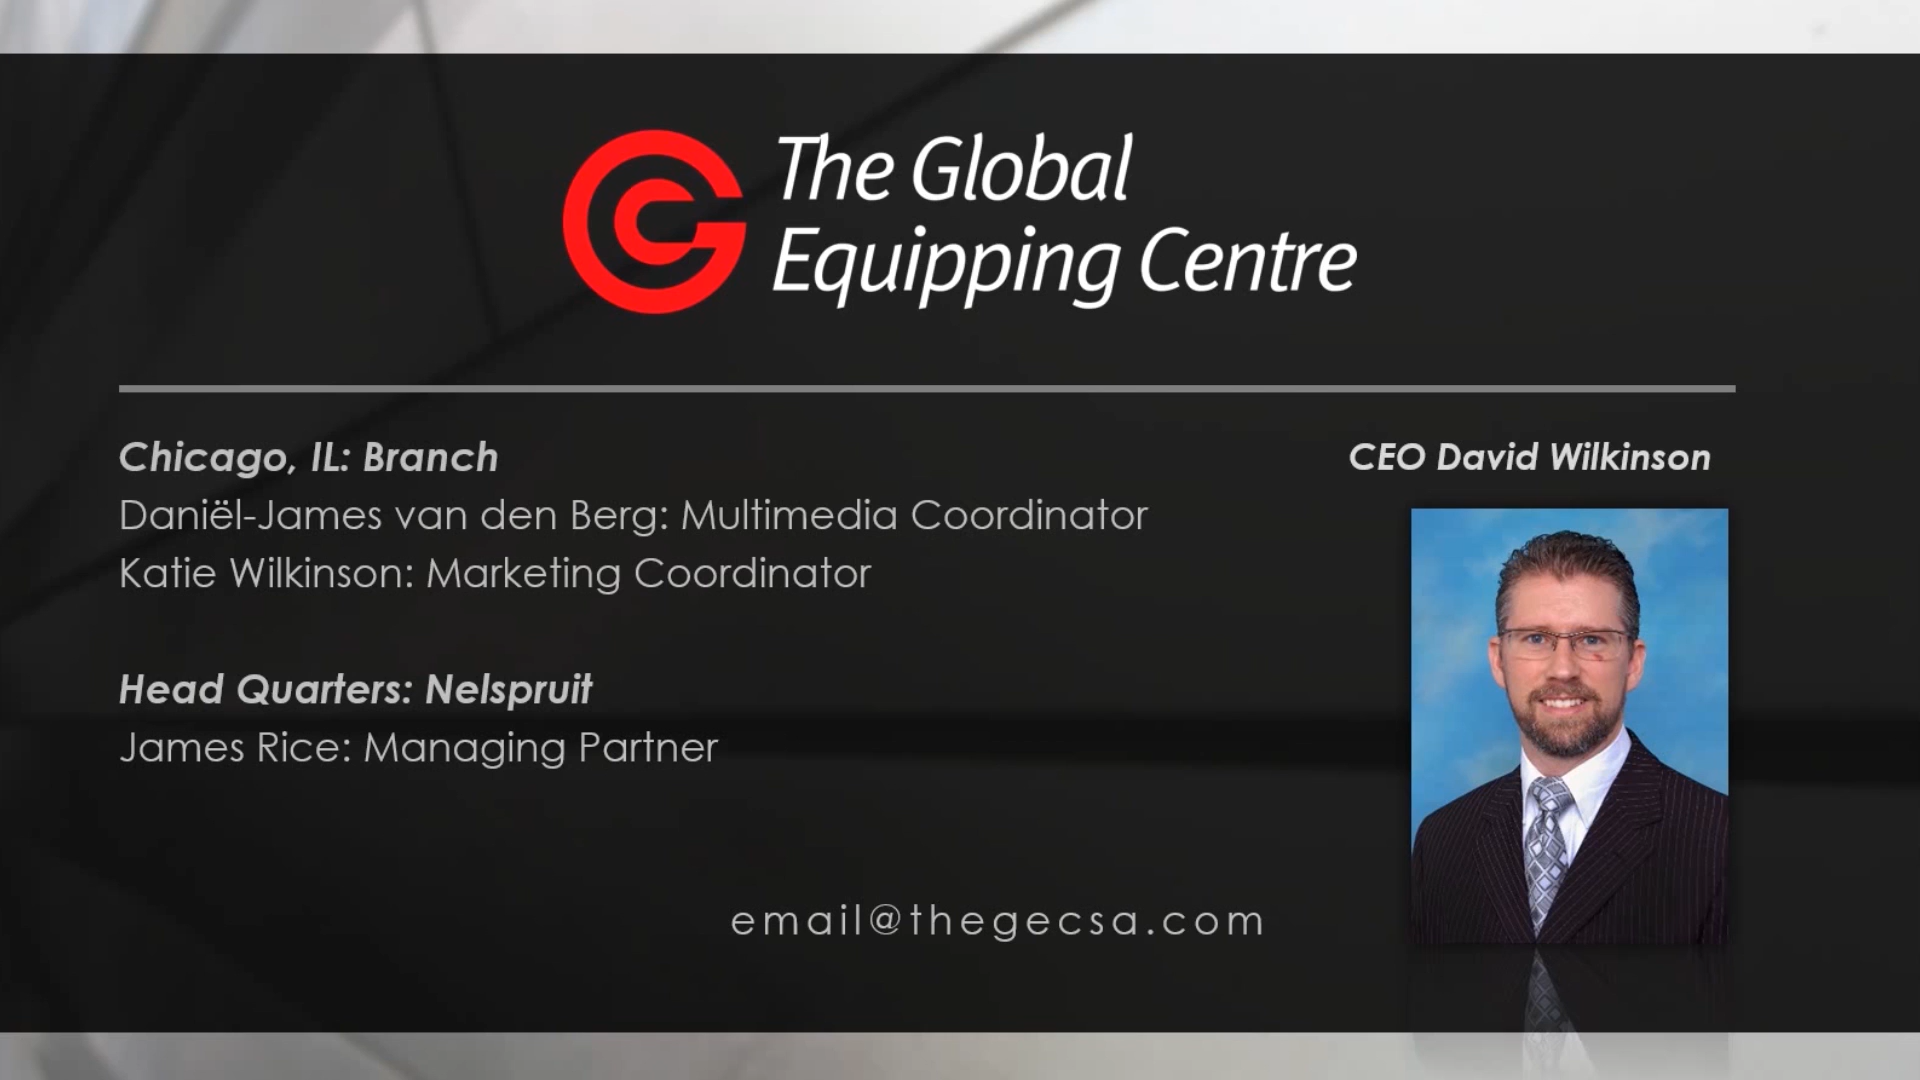 The Global
Equipping Centre
Chicago, IL: Branch
Daniël-James van den Berg: Multimedia Coordinator
Katie Wilkinson: Marketing Coordinator
Head Quarters: Nelspruit
James Rice: Managing Partner
CEO David Wilkinson
email@thegecsa.com